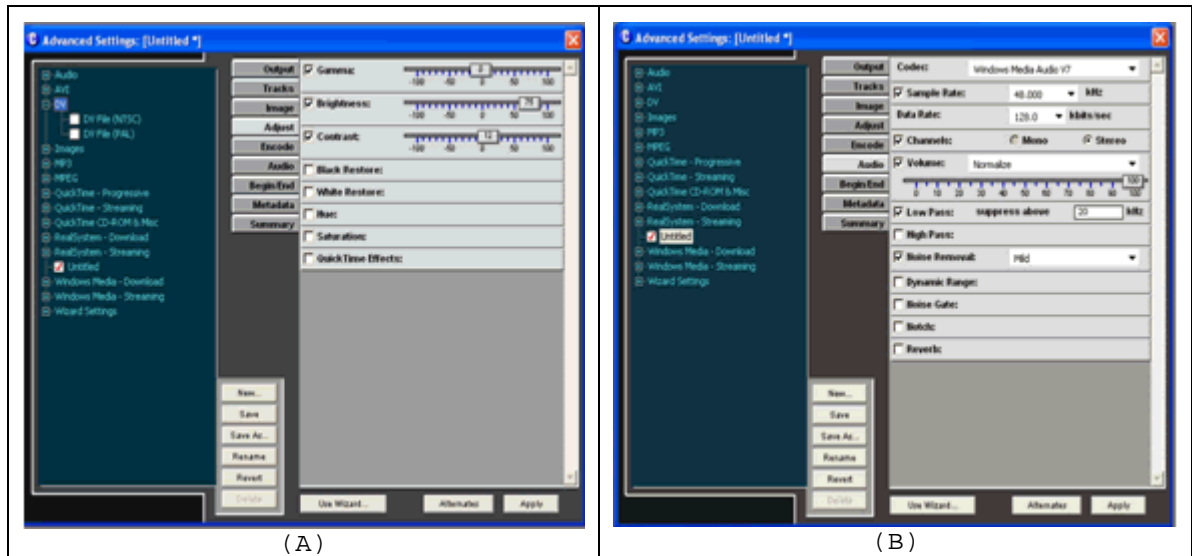 Advanced Settings: [Untitled *]
Audio
AVI
DV
DV File (NTSC)
DV File (PAL)
Images
MP3
MPEG
QuickTime - Progressive
QuickTime - Streaming
QuickTime CD-ROM & Misc
RealSystem - Download
RealSystem - Streaming
Untitled
Windows Media - Download
Windows Media - Streaming
Wizard Settings
Output
Tracks
Image
Adjust
Encode
Audio
Begin/End
Metadata
Summary
New...
Save
Save As...
Rename
Revert
Delete
Gamma: 0
-100 -50 0 50 100
Brightness:
-100 -50 0 50 100
Contrast: 12
-100 -50 0 50 100
Black Restore:
White Restore:
Hue:
Saturation:
QuickTime Effects:
Use Wizard... Alternates Apply
(A)
Advanced Settings: [Untitled *]
Audio
AVI
DV
Images
MP3
MPEG
QuickTime - Progressive
QuickTime - Streaming
QuickTime CD-ROM & Misc
RealSystem - Download
RealSystem - Streaming
Untitled
Windows Media - Download
Windows Media - Streaming
Wizard Settings
Output
Tracks
Image
Adjust
Encode
Audio
Begin/End
Metadata
Summary
New...
Save
Save As...
Rename
Revert
Delete
Codec: Windows Media Audio V7
Sample Rate: 48.000 kHz
Data Rate: 128.0 kbits/sec
Channels: Mono Stereo
Volume: Normalize
100
0 10 20 30 40 50 60 70 80 90 100
Low Pass: suppress above 20 kHz
High Pass:
Noise Removal: Mild
Dynamic Range:
Noise Gate:
Notch:
Reverb:
Use Wizard... Alternates Apply
(B)